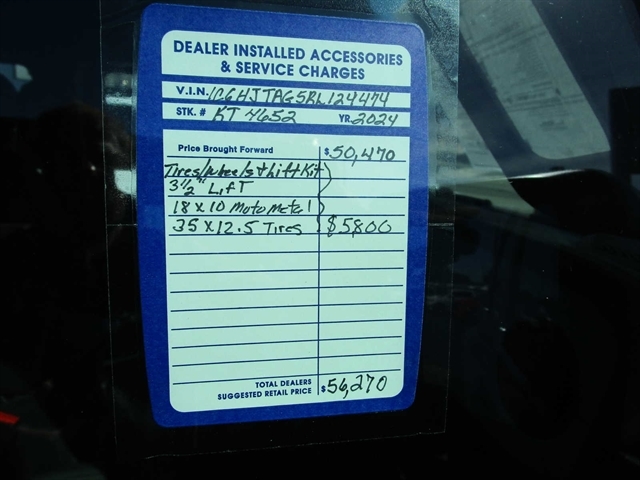 DEALER INSTALLED ACCESSORIES
& SERVICE CHARGES
V.I.N. 1C6HJTAG5RL124474
STK. # KT4652 YR. 2024
Price Brought Forward $50,470
Tires/wheels+Lift Kit
3 1/2" Lift
18 x 10 Moto Metal
35 x 12.5 Tires $5800
TOTAL DEALERS
SUGGESTED RETAIL PRICE $56,270